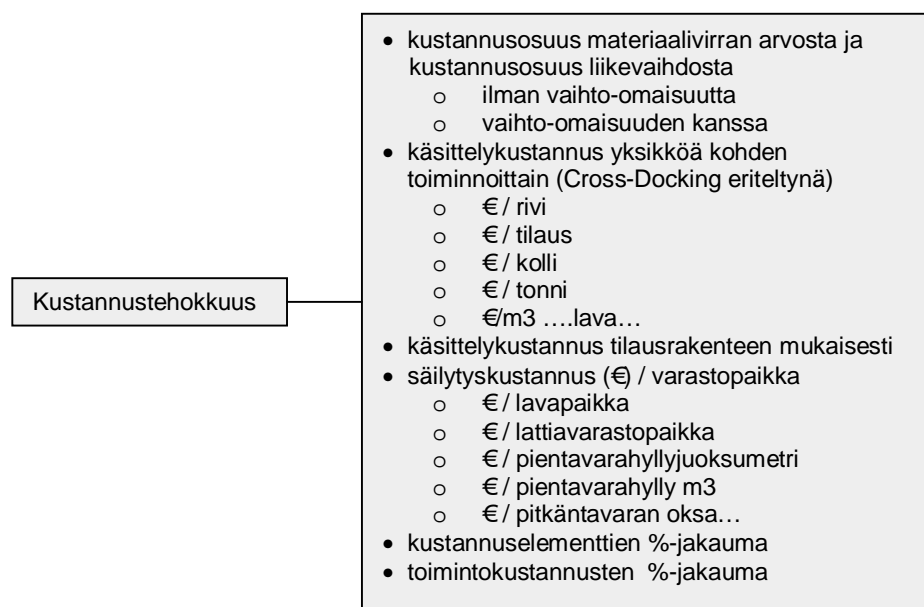 Kustannustehokkuus
• kustannusosuus materiaalivirran arvosta ja
kustannusosuus liikevaihdosta
o ilman vaihto-omaisuutta
o vaihto-omaisuuden kanssa
• käsittelykustannus yksikköä kohden
toiminnoittain (Cross-Docking eriteltynä)
o € / rivi
o € / tilaus
o € / kolli
o € / tonni
o €/m3 ….lava…
• käsittelykustannus tilausrakenteen mukaisesti
• säilytyskustannus (€) / varastopaikka
o € / lavapaikka
o € / lattiavarastopaikka
o € / pientavarahyllyjuoksumetri
o € / pientavarahylly m3
o € / pitkäntavaran oksa…
• kustannuselementtien %-jakauma
• toimintokustannusten %-jakauma